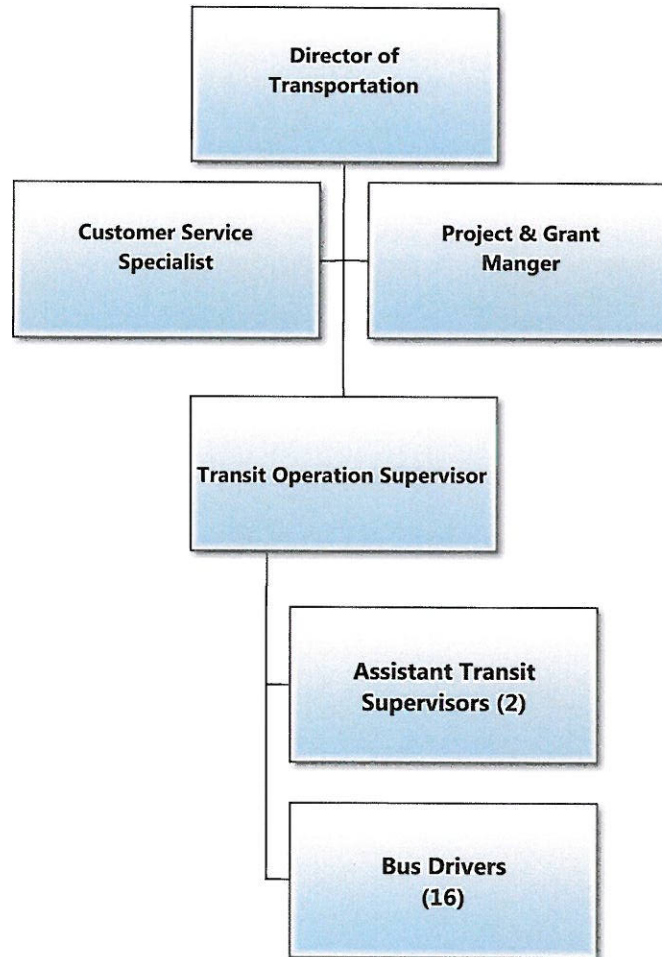 Director of
Transportation
Customer Service
Specialist
Project & Grant
Manger
Transit Operation Supervisor
Assistant Transit
Supervisors (2)
Bus Drivers
(16)